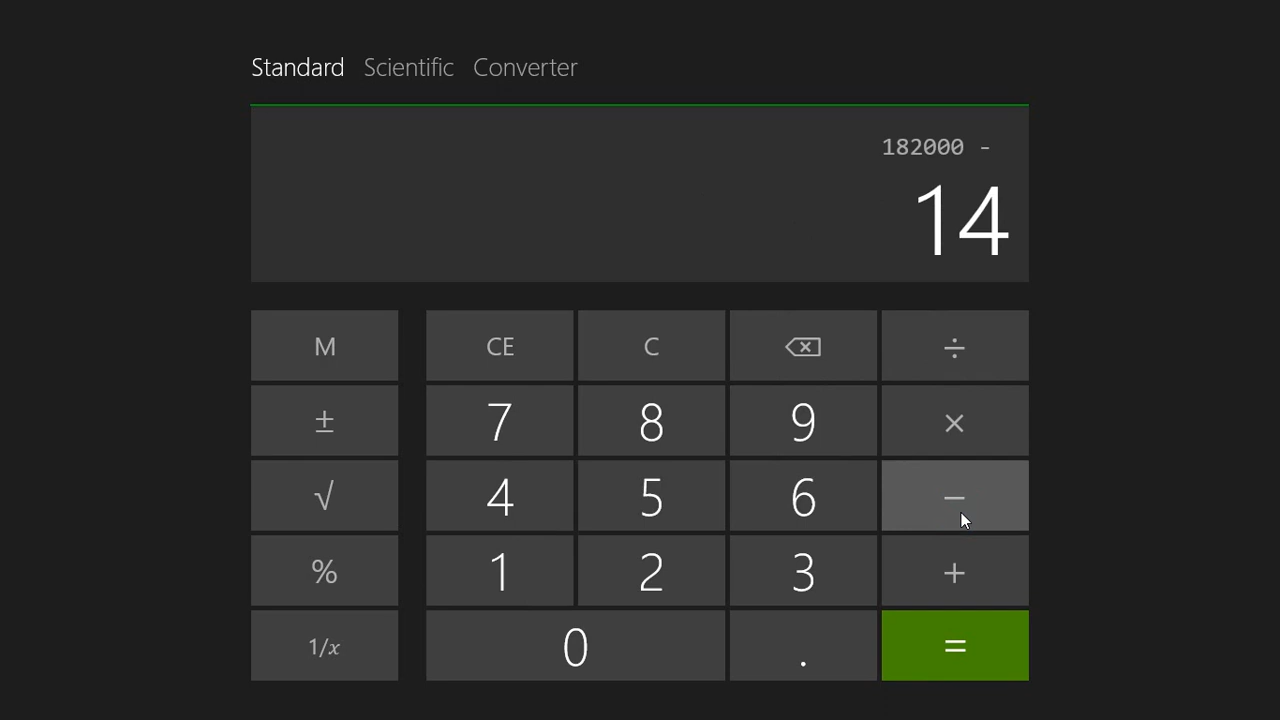 Standard Scientific Converter
182000 -
14
M CE C ÷
± 7 8 9 ×
√ 4 5 6 −
% 1 2 3 +
1/x 0 . =